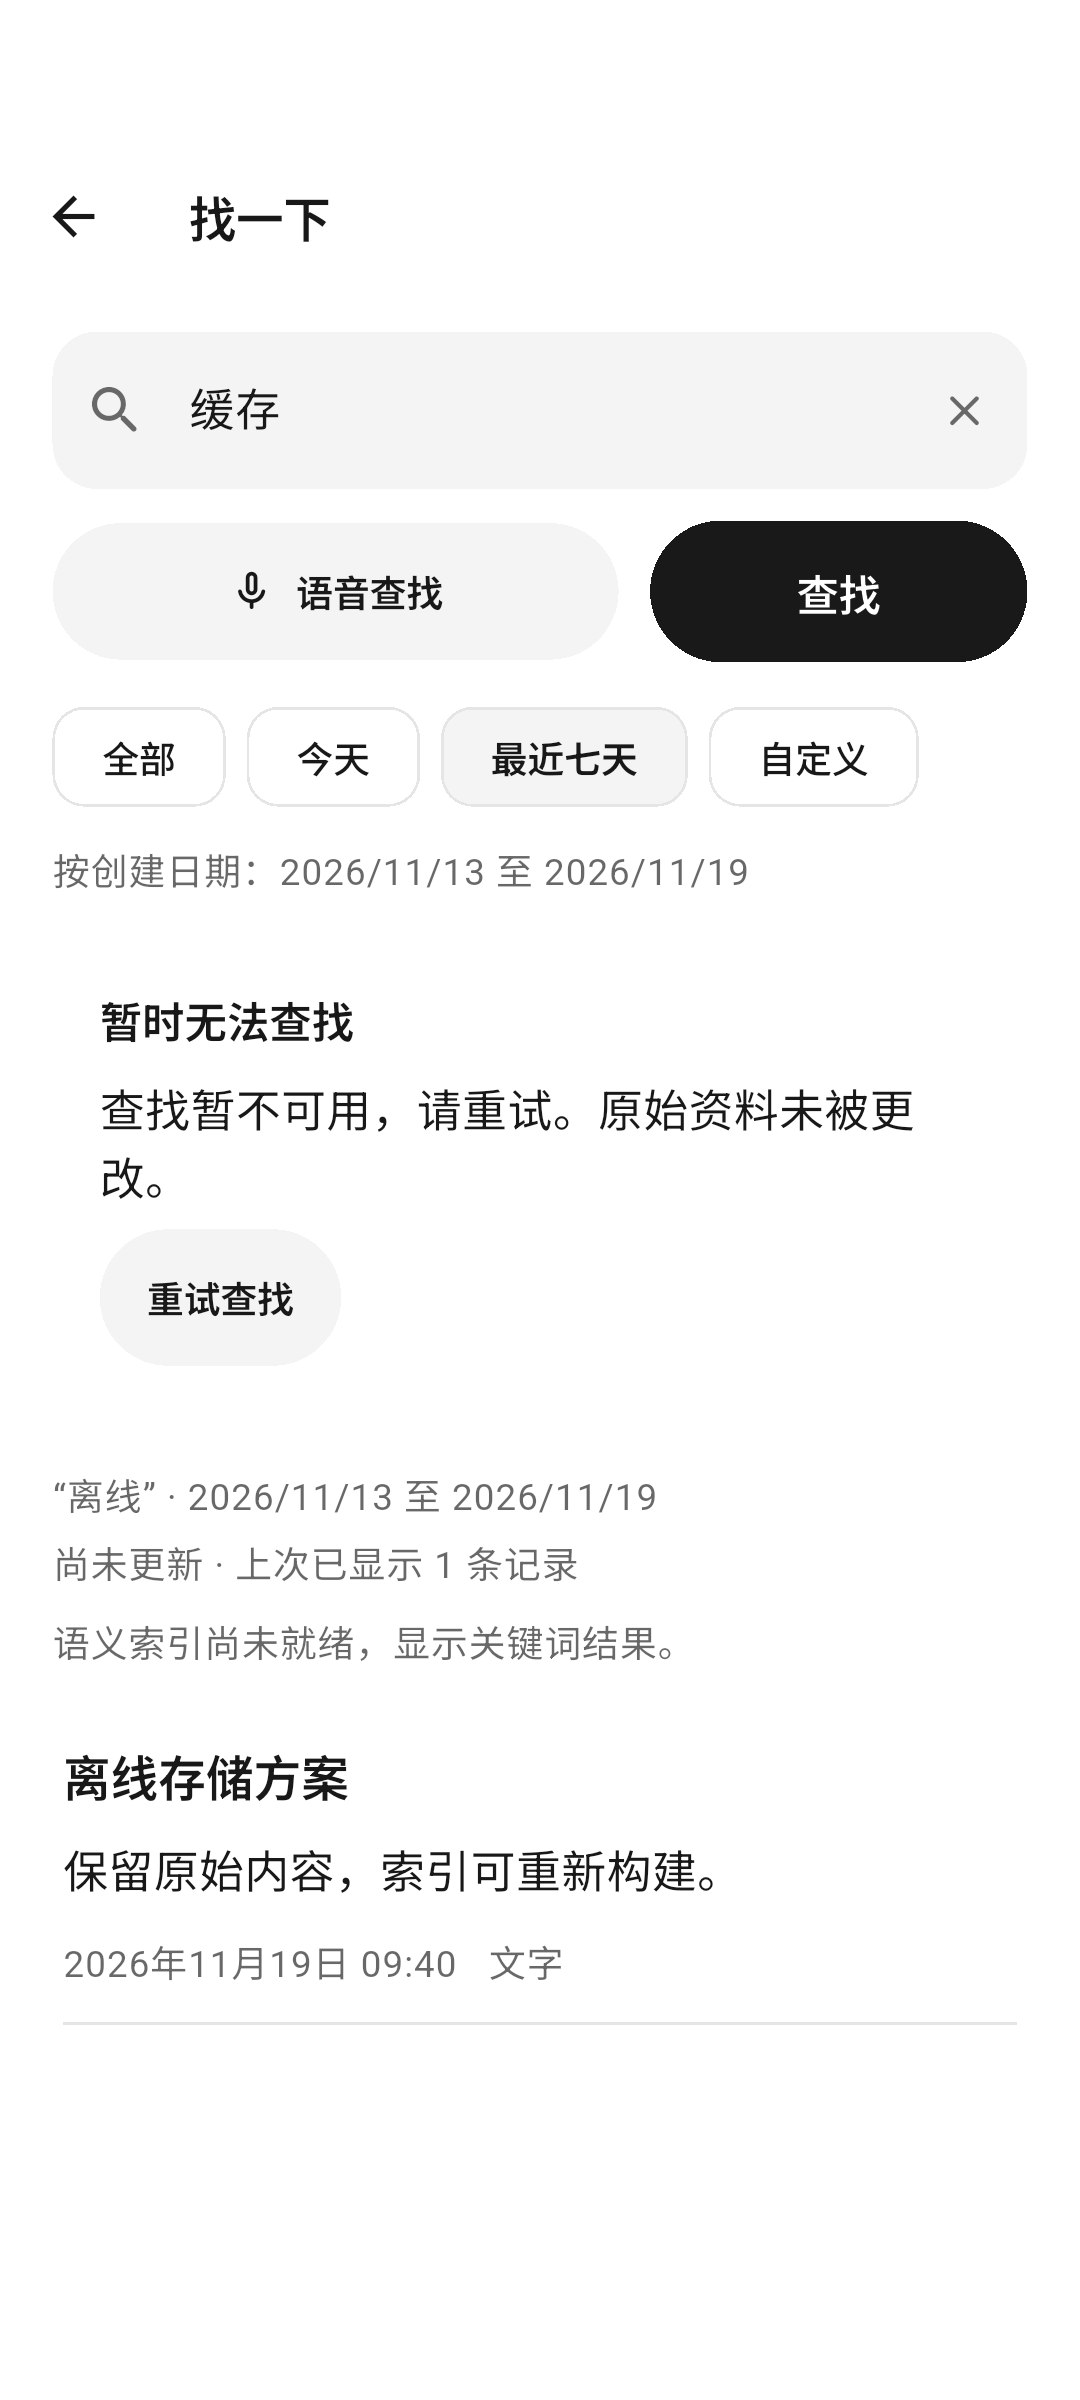 找一下
缓存
语音查找
查找
全部
今天
最近七天
自定义
按创建日期：2026/11/13 至 2026/11/19
暂时无法查找
查找暂不可用，请重试。原始资料未被更
改。
重试查找
“离线” · 2026/11/13 至 2026/11/19
尚未更新 · 上次已显示 1 条记录
语义索引尚未就绪，显示关键词结果。
离线存储方案
保留原始内容，索引可重新构建。
2026年11月19日 09:40 文字